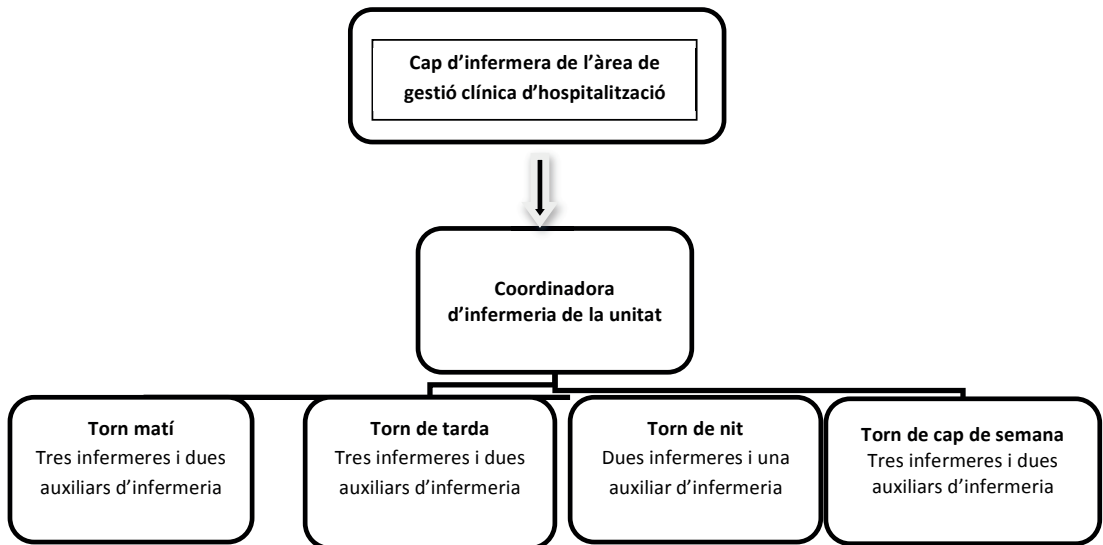 Cap d’infermera de l’àrea de
gestió clínica d’hospitalització
Coordinadora
d’infermeria de la unitat
Torn matí
Tres infermeres i dues
auxiliars d’infermeria
Torn de tarda
Tres infermeres i dues
auxiliars d’infermeria
Torn de nit
Dues infermeres i una
auxiliar d’infermeria
Torn de cap de semana
Tres infermeres i dues
auxiliars d’infermeria